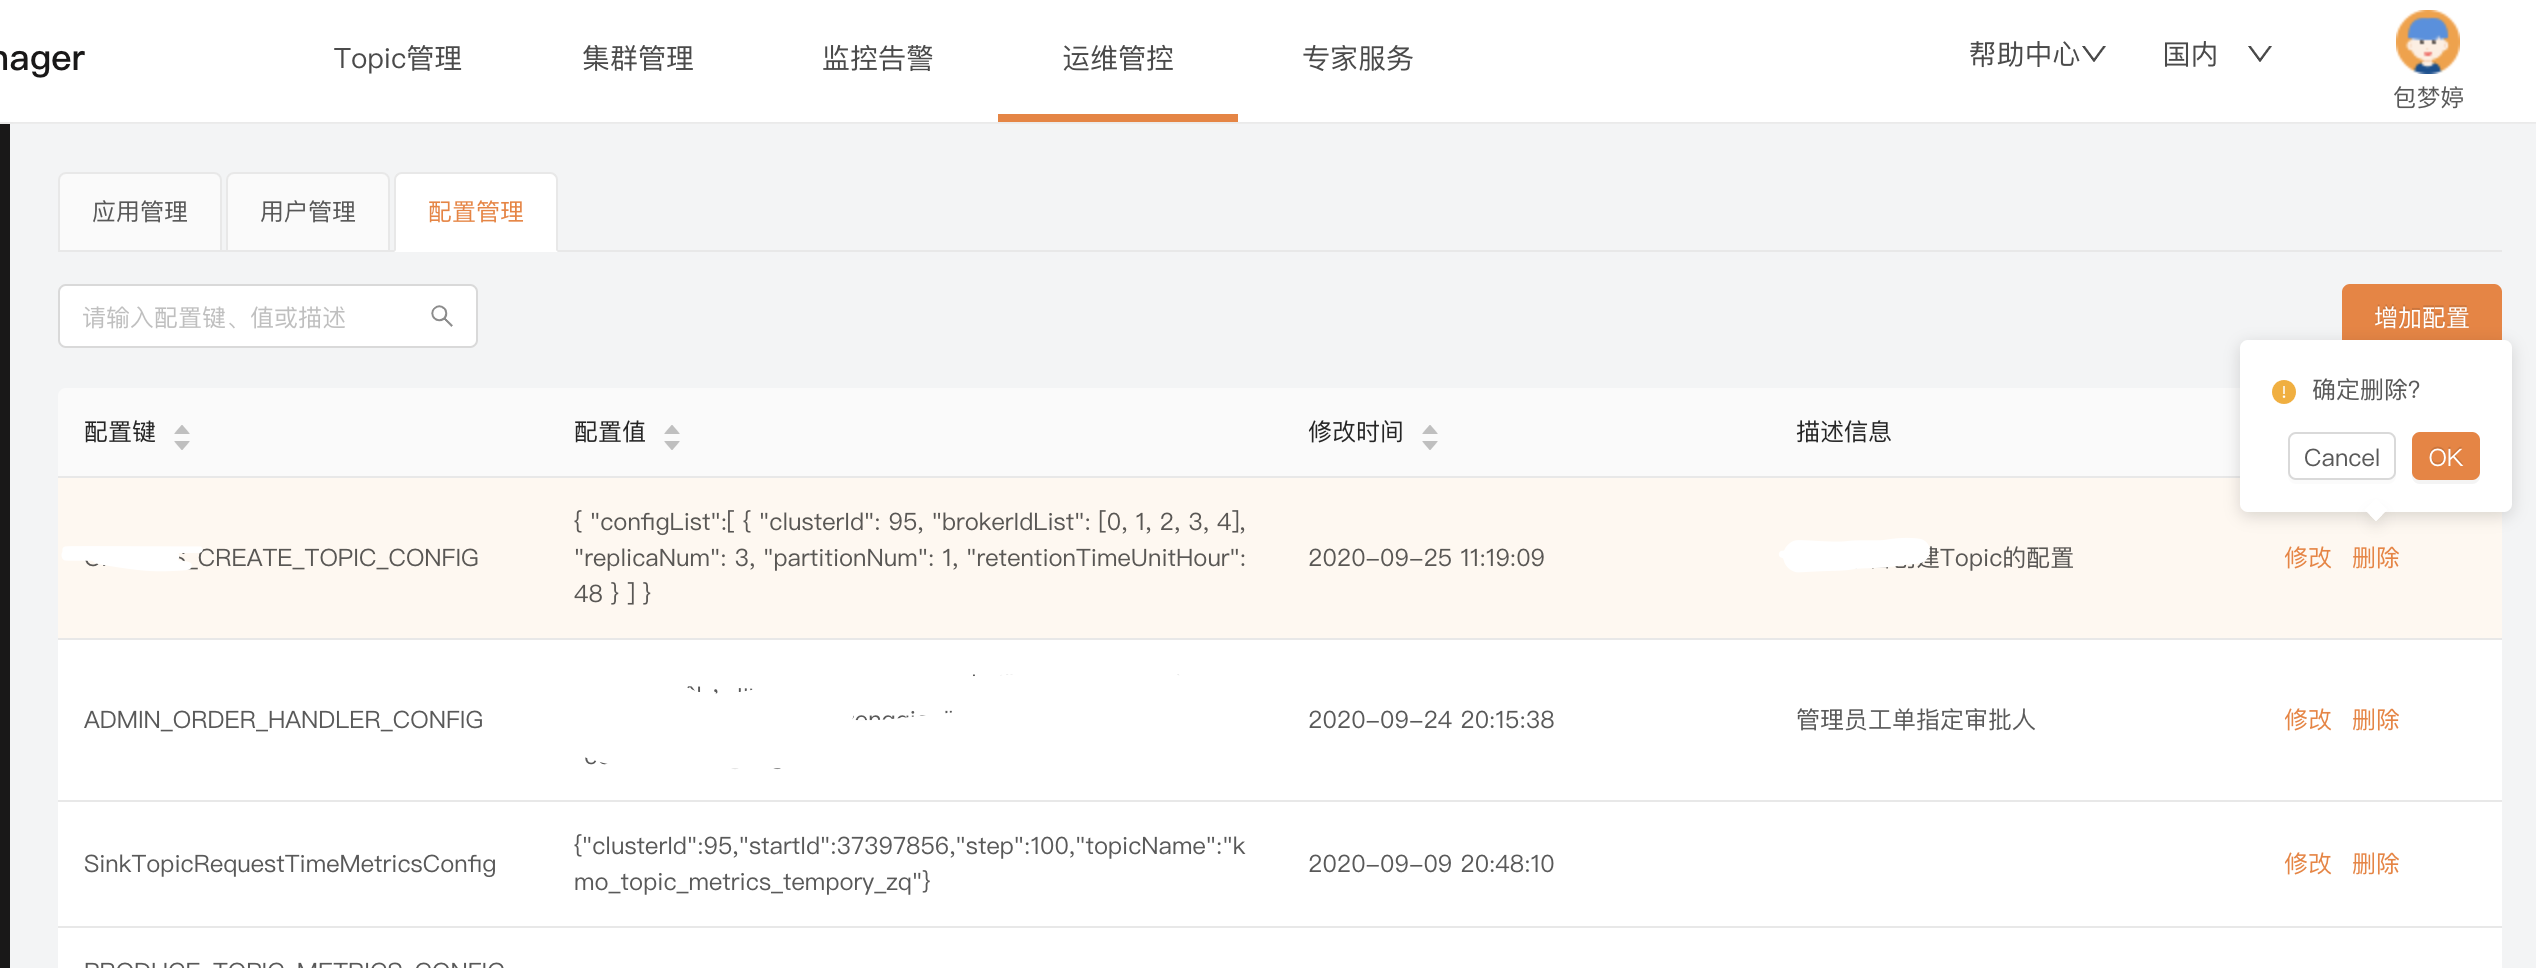 nager
Topic管理
集群管理
监控告警
运维管控
专家服务
帮助中心
国内
包梦婷
应用管理
用户管理
配置管理
请输入配置键、值或描述
增加配置
确定删除?
Cancel
OK
配置键
配置值
修改时间
描述信息
_CREATE_TOPIC_CONFIG
{ "configList":[ { "clusterId": 95, "brokerIdList": [0, 1, 2, 3, 4],
"replicaNum": 3, "partitionNum": 1, "retentionTimeUnitHour":
48 } ] }
2020-09-25 11:19:09
建Topic的配置
修改 删除
ADMIN_ORDER_HANDLER_CONFIG
2020-09-24 20:15:38
管理员工单指定审批人
修改 删除
SinkTopicRequestTimeMetricsConfig
{"clusterId":95,"startId":37397856,"step":100,"topicName":"k
mo_topic_metrics_tempory_zq"}
2020-09-09 20:48:10
修改 删除
PRODUCE_TOPIC_METRICS_CONFIG